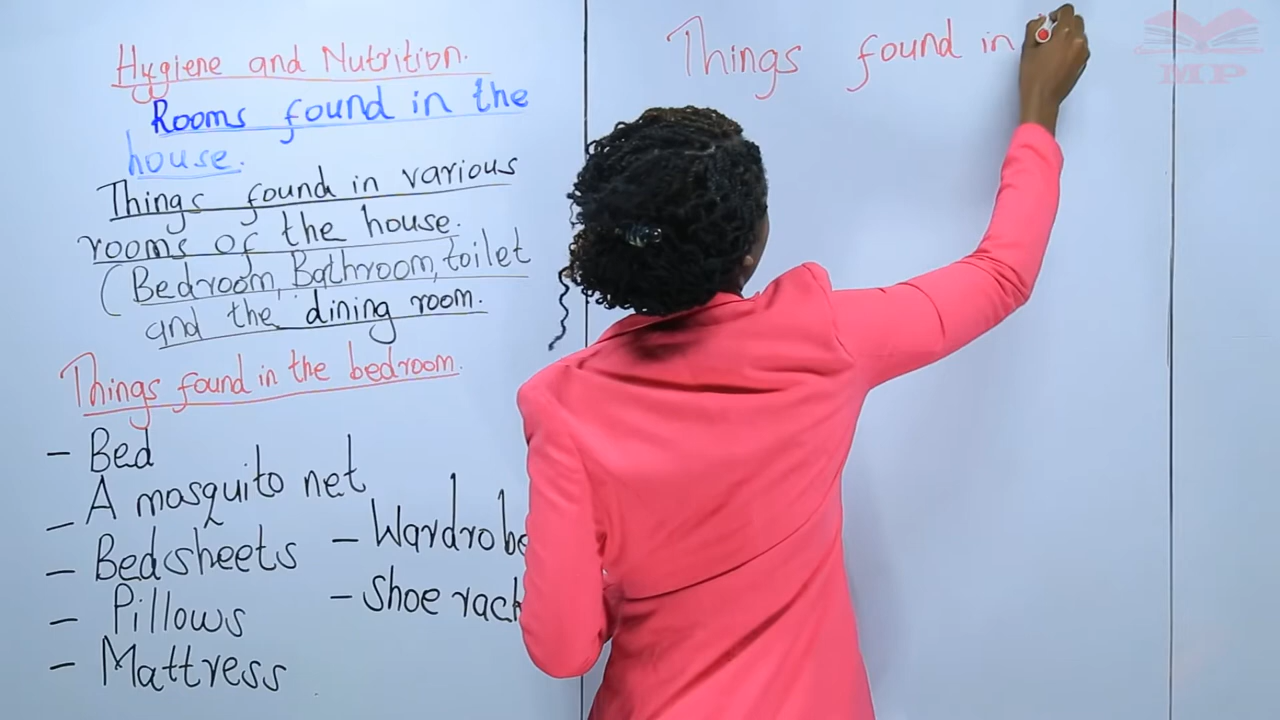 Hygiene and Nutrition.
Rooms found in the
house.
Things found in various
rooms of the house.
(Bedroom, Bathroom, toilet
and the dining room.
Things found in the bedroom.
- Bed
- A mosquito net
- Bedsheets
- Pillows
- Mattress
- Wardrobe
- Shoe rack
Things found in
MP